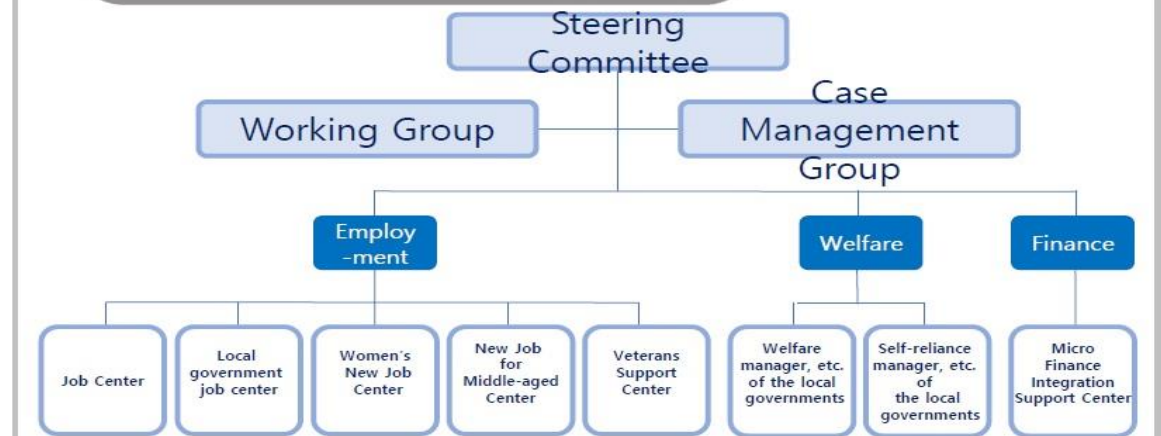 Steering
Committee
Working Group
Case
Management
Group
Employ
-ment
Welfare
Finance
Job Center
Local
government
job center
Women's
New Job
Center
New Job
for
Middle-aged
Center
Veterans
Support
Center
Welfare
manager, etc.
of the local
governments
Self-reliance
manager, etc.
of
the local
governments
Micro
Finance
Integration
Support Center